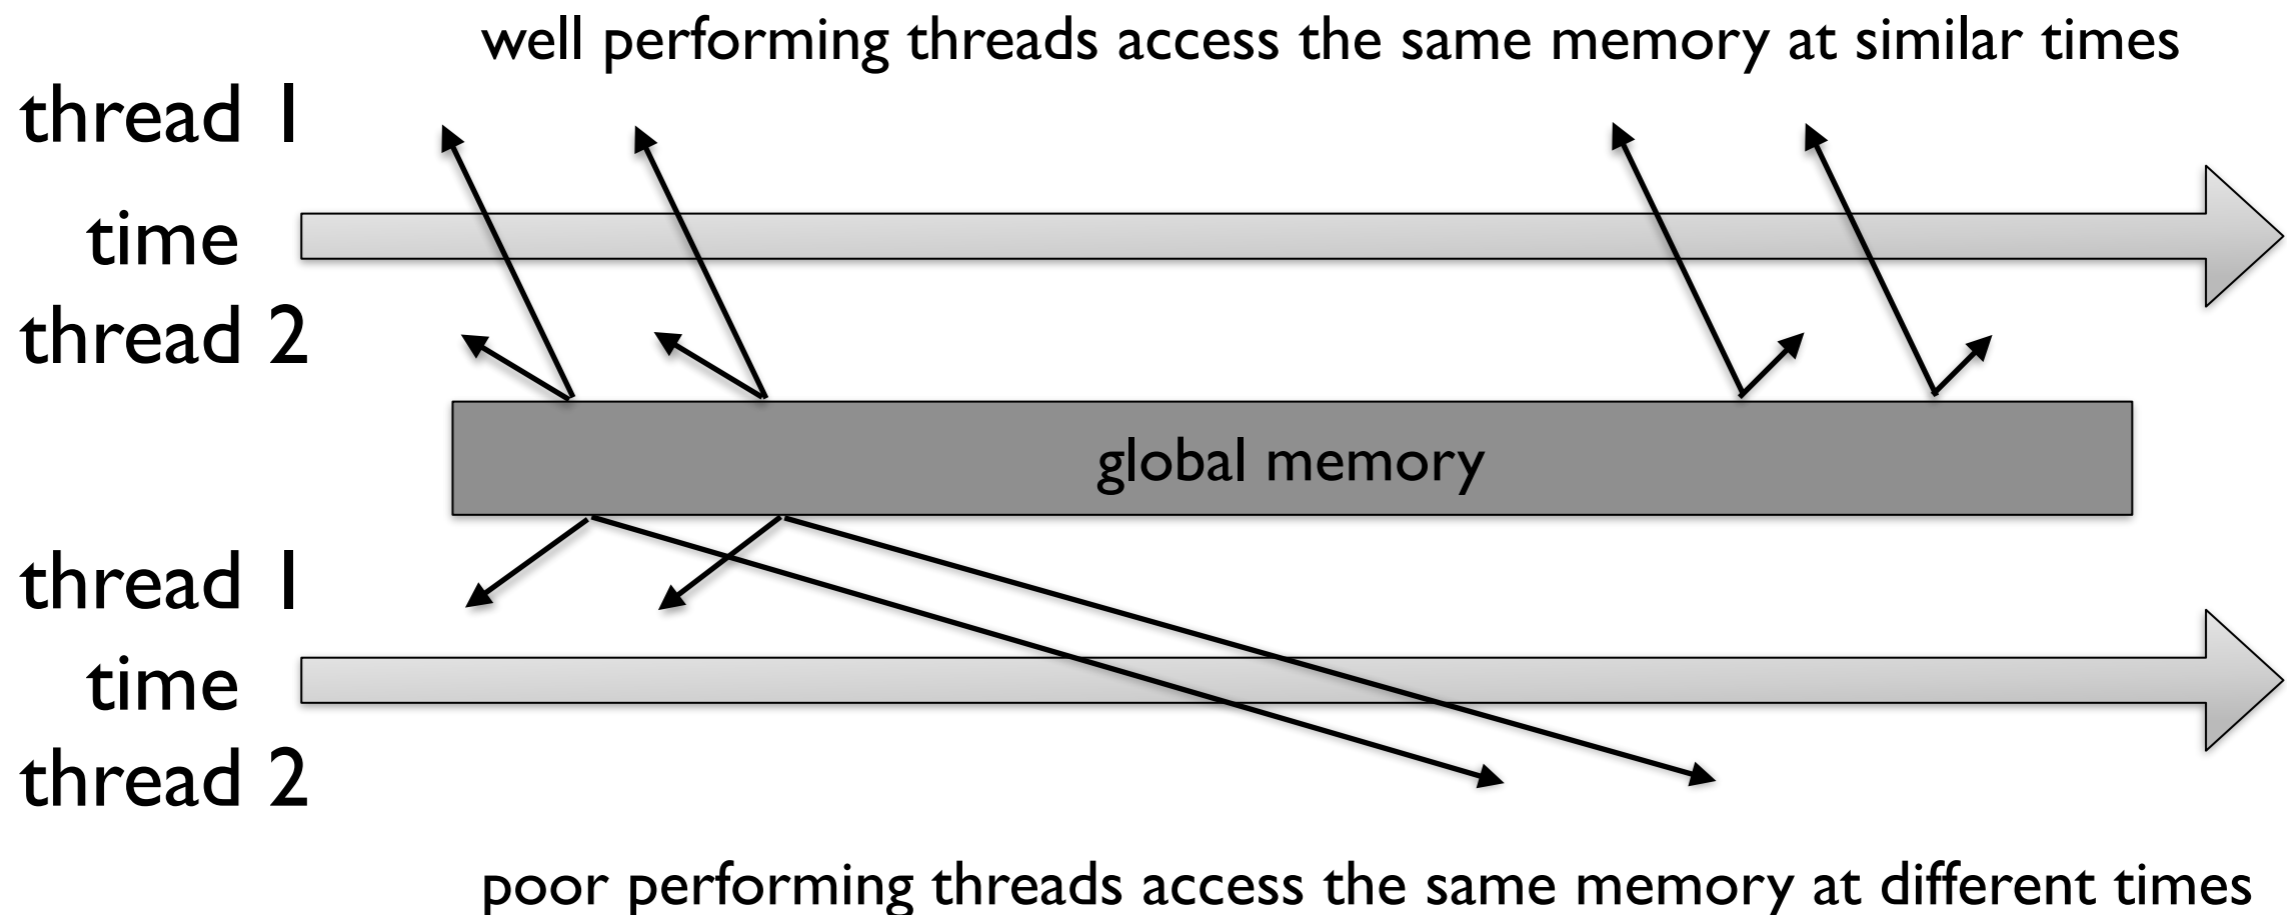 well performing threads access the same memory at similar times
thread 1
time
thread 2
global memory
thread 1
time
thread 2
poor performing threads access the same memory at different times